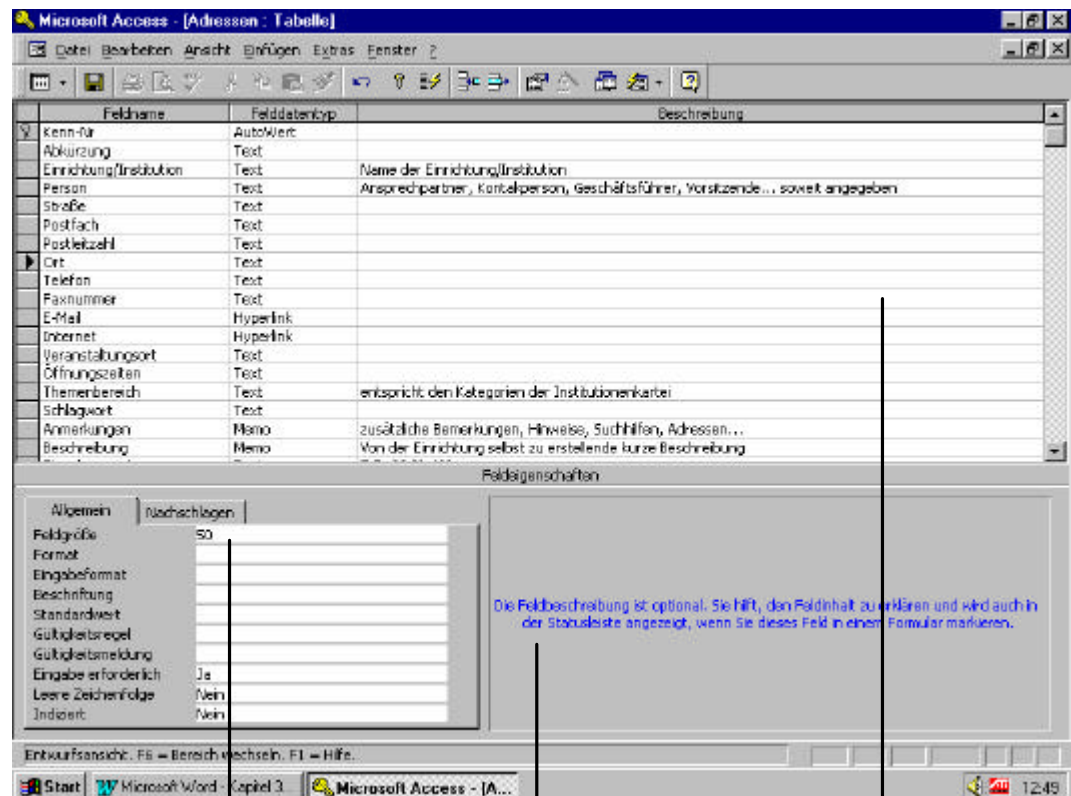 Microsoft Access - [Adressen : Tabelle]
Datei Bearbeiten Ansicht Einfügen Extras Fenster ?
Feldname Felddatentyp Beschreibung
Kenn-Nr AutoWert
Abkürzung Text
Einrichtung/Institution Text Name der Einrichtung/Institution
Person Text Ansprechpartner, Kontakperson, Geschäftsführer, Vorsitzende... soweit angegeben
Straße Text
Postfach Text
Postleitzahl Text
Ort Text
Telefon Text
Faxnummer Text
E-Mail Hyperlink
Internet Hyperlink
Veranstaltungsort Text
Öffnungszeiten Text
Themenbereich Text entspricht den Kategorien der Institutionenkartei
Schlagwort Text
Anmerkungen Memo zusätzliche Bemerkungen, Hinweise, Suchhilfen, Adressen...
Beschreibung Memo Von der Einrichtung selbst zu erstellende kurze Beschreibung
Feldeigenschaften
Allgemein Nachschlagen
Feldgröße 50
Format
Eingabeformat
Beschriftung
Standardwert
Gültigkeitsregel
Gültigkeitsmeldung
Eingabe erforderlich Ja
Leere Zeichenfolge Nein
Indiziert Nein
Die Feldbeschreibung ist optional. Sie hilft, den Feldinhalt zu erklären und wird auch in
der Statusleiste angezeigt, wenn Sie dieses Feld in einem Formular markieren.
Entwurfsansicht. F6 = Bereich wechseln. F1 = Hilfe.
Start Microsoft Word - Kapitel 3... Microsoft Access - [A... 12:49